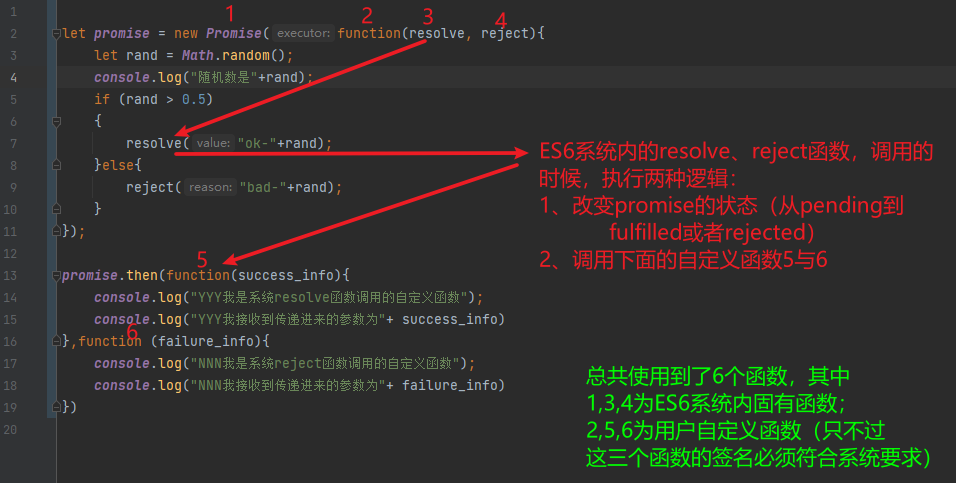 1
1 2 3 4
2 let promise = new Promise( executor: function(resolve, reject){
3 let rand = Math.random();
4 console.log("随机数是"+rand);
5 if (rand > 0.5)
6 {
7 resolve( value: "ok-"+rand);
8 }else{
9 reject( reason: "bad-"+rand);
10 }
11 });
12
5
13 promise.then(function(success_info){
14 console.log("YYY我是系统resolve函数调用的自定义函数");
15 console.log("YYY我接收到传递进来的参数为"+ success_info)
6
16 },function (failure_info){
17 console.log("NNN我是系统reject函数调用的自定义函数");
18 console.log("NNN我接收到传递进来的参数为"+ failure_info)
19 })
20
ES6系统内的resolve、reject函数，调用的
时候，执行两种逻辑：
1、改变promise的状态（从pending到
fulfilled或者rejected）
2、调用下面的自定义函数5与6
总共使用到了6个函数，其中
1,3,4为ES6系统内固有函数；
2,5,6为用户自定义函数（只不过
这三个函数的签名必须符合系统要求）